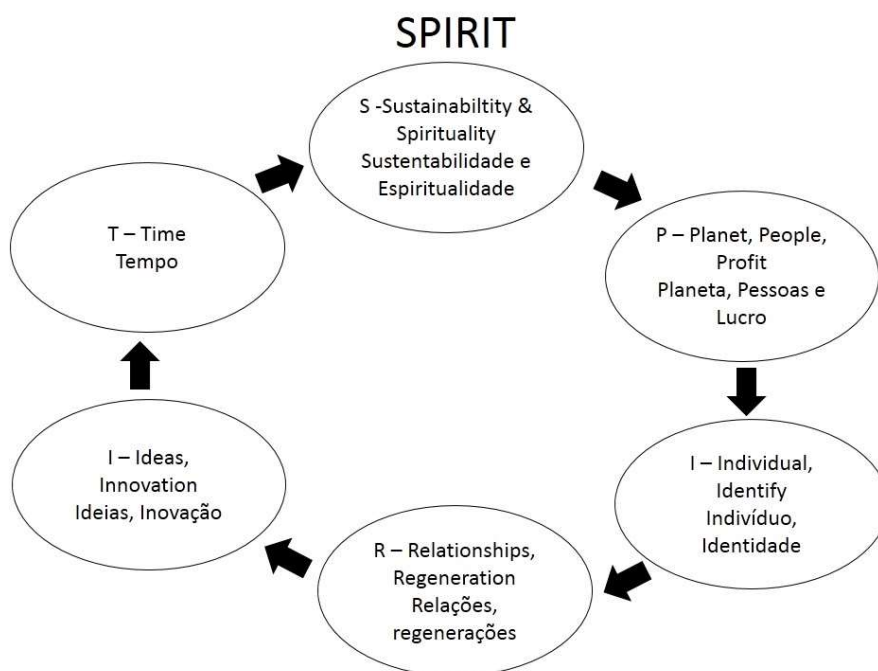 SPIRIT
S -Sustainabiltity &
Spirituality
Sustentabilidade e
Espiritualidade
P – Planet, People,
Profit
Planeta, Pessoas e
Lucro
I – Individual,
Identify
Indivíduo,
Identidade
R – Relationships,
Regeneration
Relações,
regenerações
I – Ideas,
Innovation
Ideias, Inovação
T – Time
Tempo